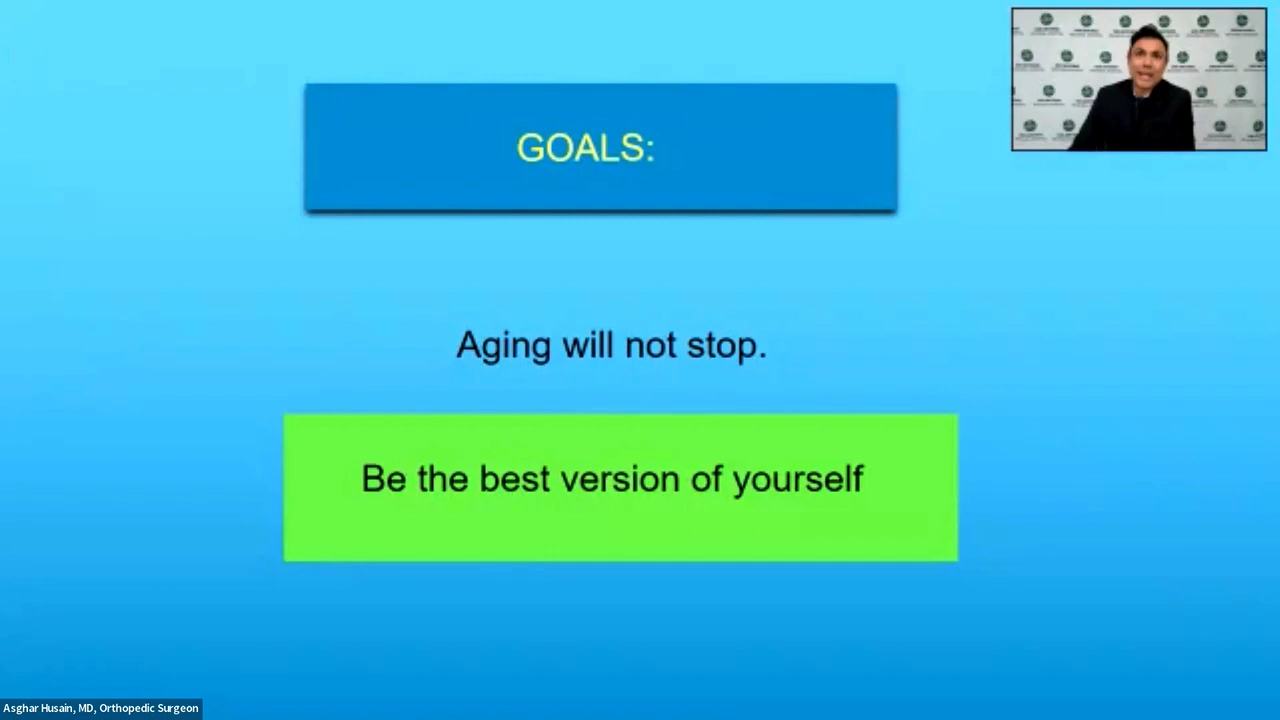 GOALS:
Aging will not stop.
Be the best version of yourself
Asghar Husain, MD, Orthopedic Surgeon